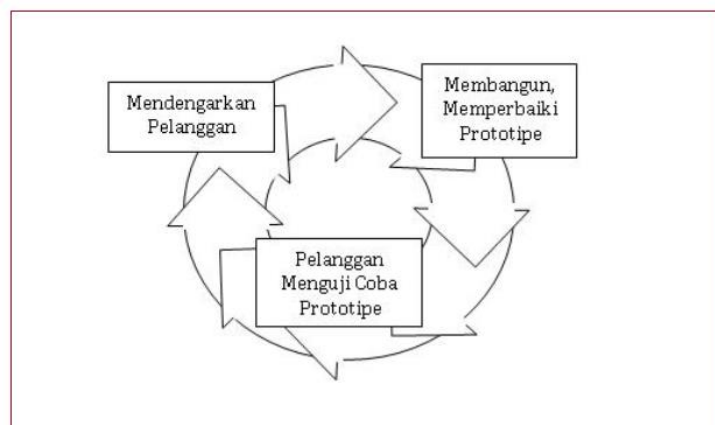 Mendengarkan
Pelanggan
Membangun,
Memperbaiki
Prototipe
Pelanggan
Menguji Coba
Prototipe